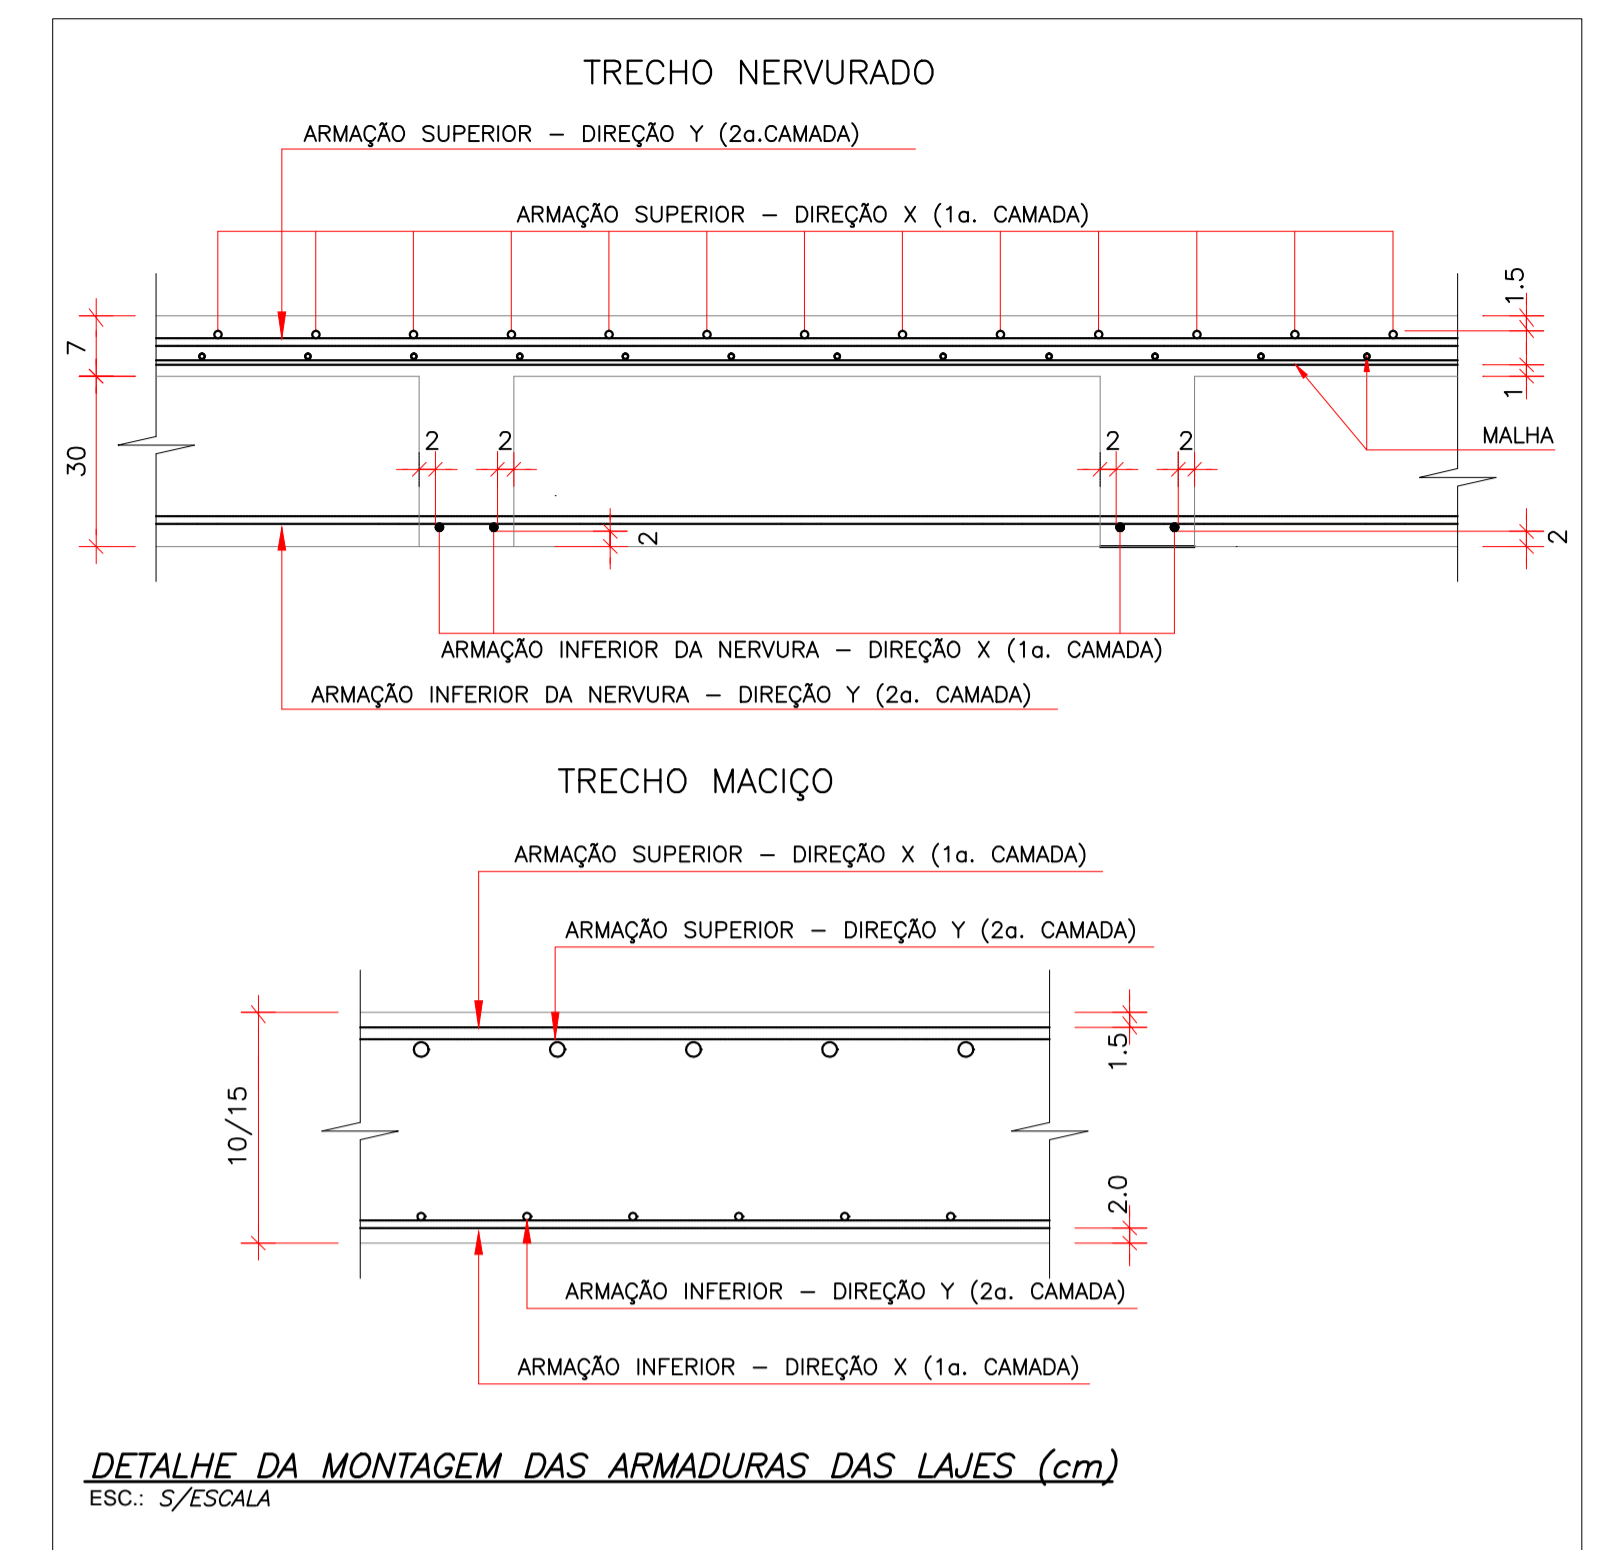 TRECHO NERVURADO
ARMAÇÃO SUPERIOR – DIREÇÃO Y (2a.CAMADA)
ARMAÇÃO SUPERIOR – DIREÇÃO X (1a. CAMADA)
1.5
7
1
MALHA
30
2 2 2 2
2 2
ARMAÇÃO INFERIOR DA NERVURA – DIREÇÃO X (1a. CAMADA)
ARMAÇÃO INFERIOR DA NERVURA – DIREÇÃO Y (2a. CAMADA)
TRECHO MACIÇO
ARMAÇÃO SUPERIOR – DIREÇÃO X (1a. CAMADA)
ARMAÇÃO SUPERIOR – DIREÇÃO Y (2a. CAMADA)
1.5
10/15
2.0
ARMAÇÃO INFERIOR – DIREÇÃO Y (2a. CAMADA)
ARMAÇÃO INFERIOR – DIREÇÃO X (1a. CAMADA)
DETALHE DA MONTAGEM DAS ARMADURAS DAS LAJES (cm)
ESC.: S/ESCALA